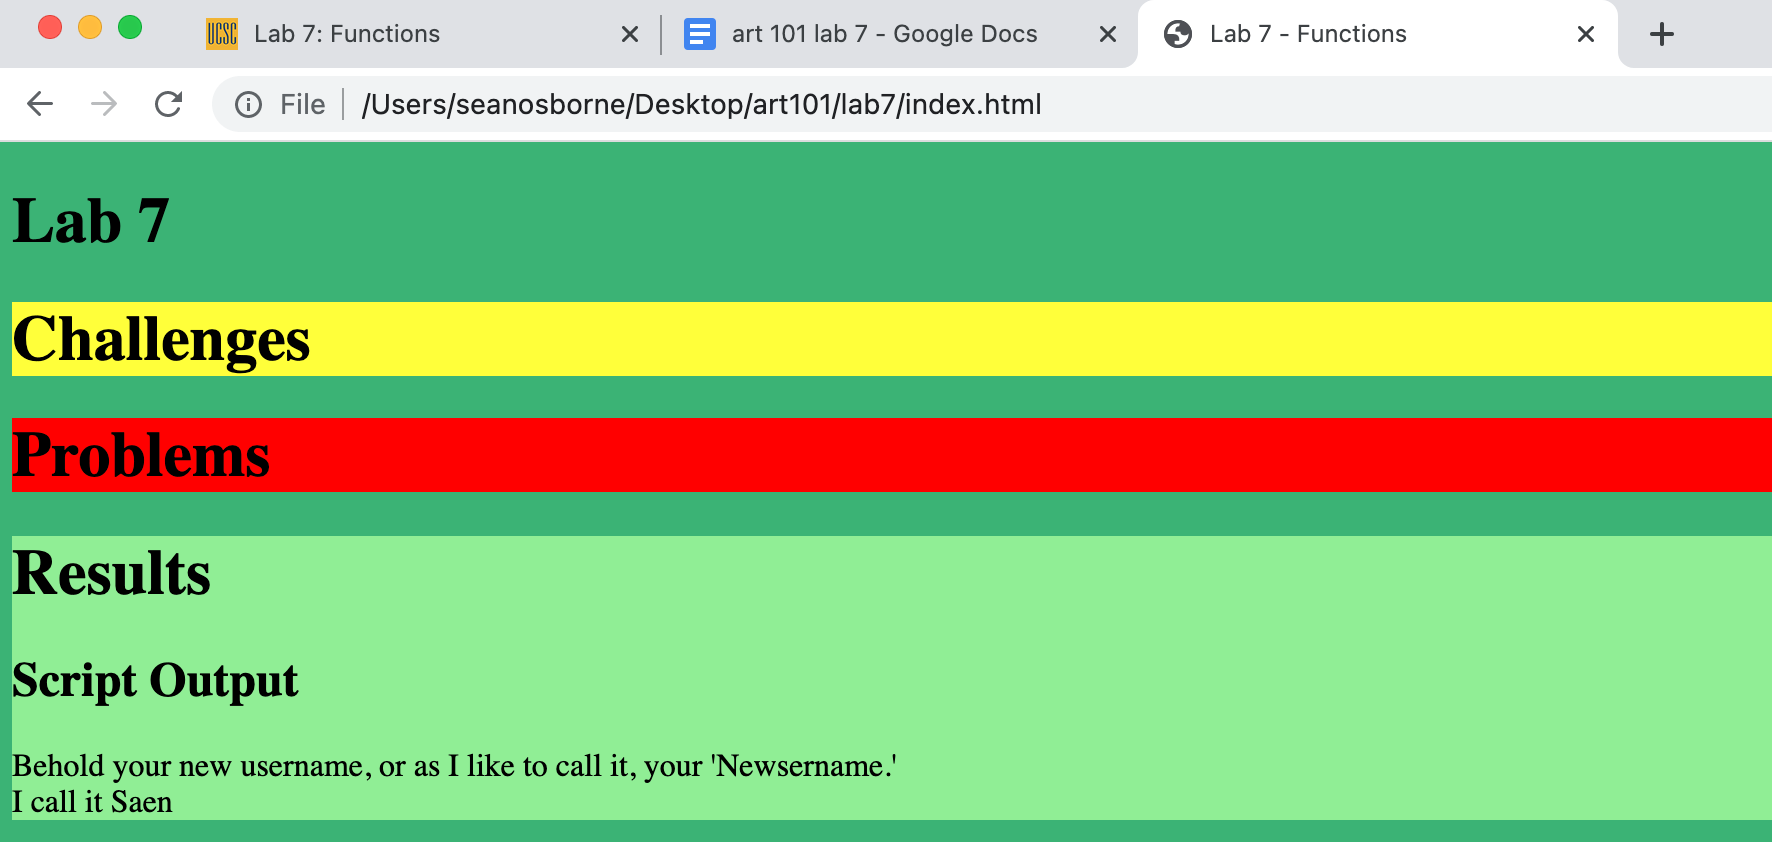 UCSC Lab 7: Functions
art 101 lab 7 - Google Docs
Lab 7 - Functions
File /Users/seanosborne/Desktop/art101/lab7/index.html
Lab 7
Challenges
Problems
Results
Script Output
Behold your new username, or as I like to call it, your 'Newsername.'
I call it Saen